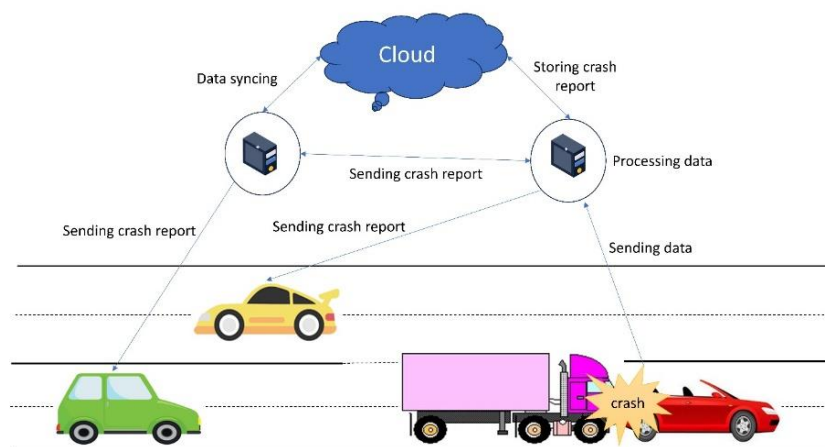 Cloud
Data syncing
Storing crash
report
Processing data
Sending crash report
Sending crash report
Sending crash report
Sending data
crash